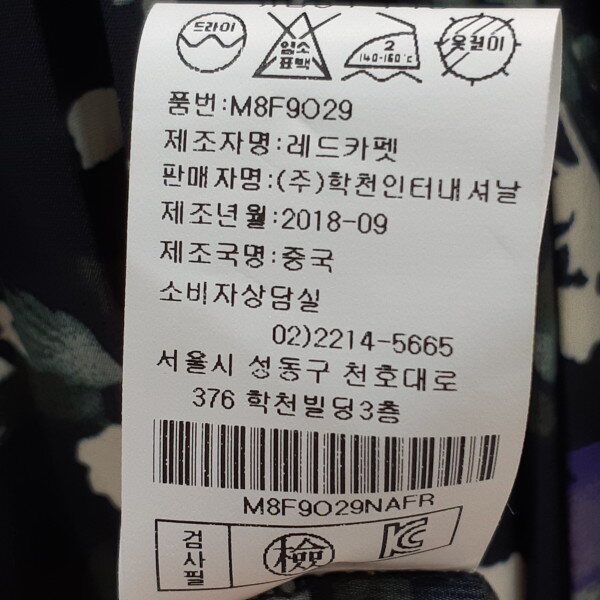 드라이
염소
표백
2
140-160℃
옷걸이
품번:M8F9O29
제조자명:레드카펫
판매자명:(주)학천인터내셔날
제조년월:2018-09
제조국명:중국
소비자상담실
02)2214-5665
서울시 성동구 천호대로
376 학천빌딩3층
M8F9O29NAFR
검사필
檢
KC